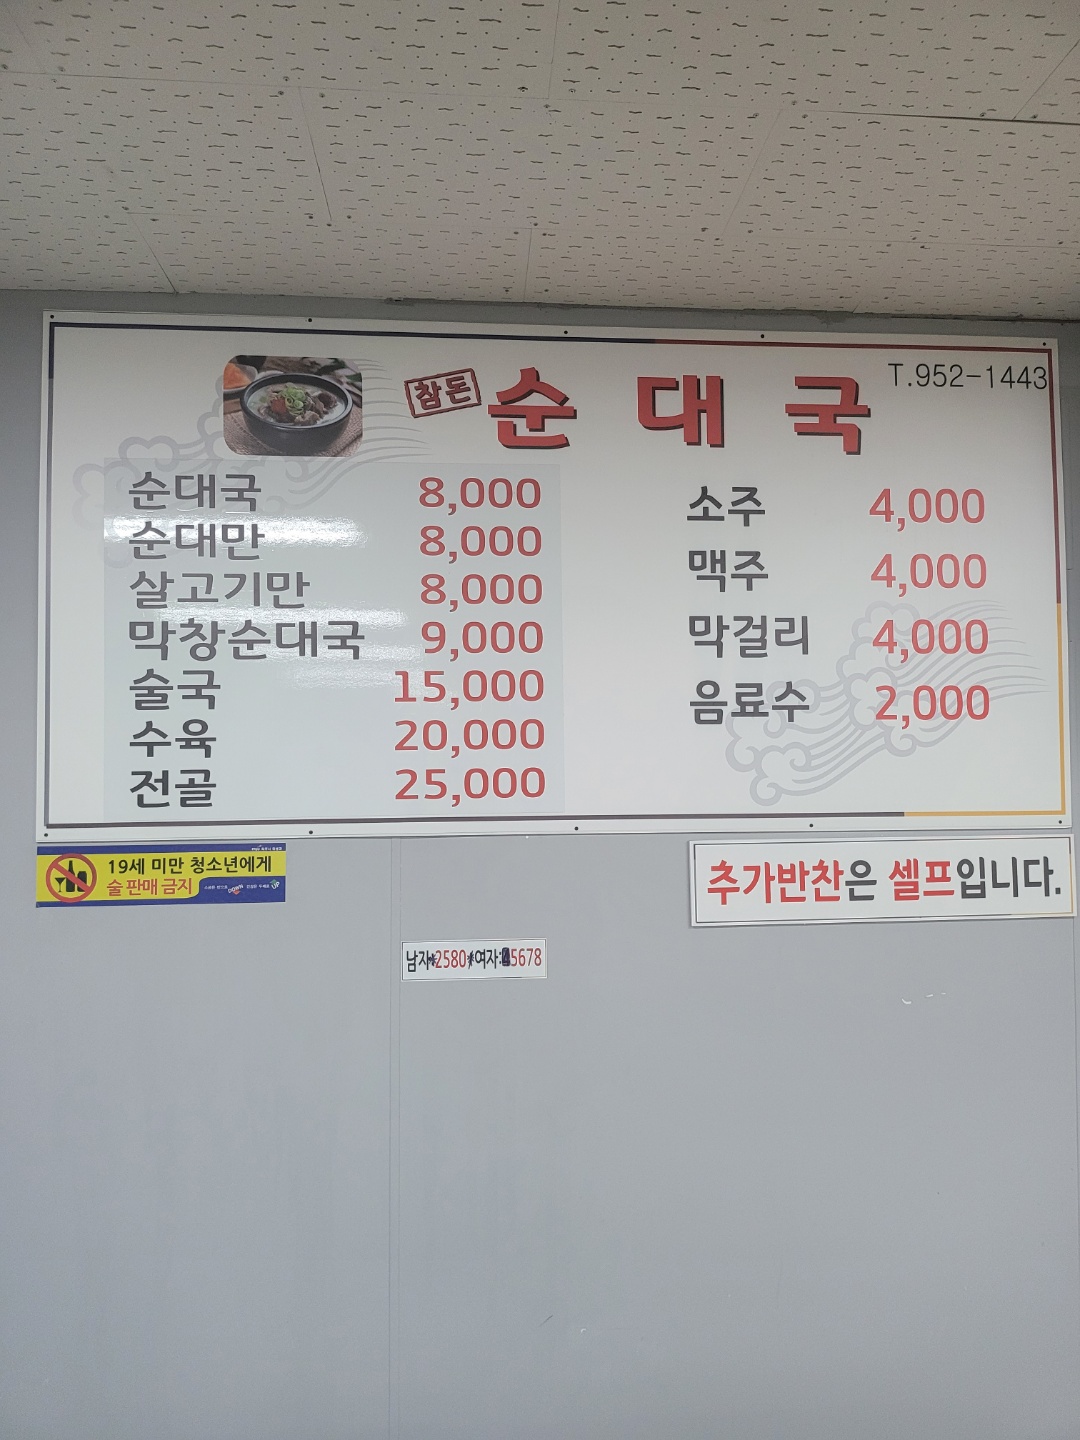 참돈 순대국
T.952-1443
순대국 8,000
순대만 8,000
살고기만 8,000
막창순대국 9,000
술국 15,000
수육 20,000
전골 25,000
소주 4,000
맥주 4,000
막걸리 4,000
음료수 2,000
19세 미만 청소년에게
술 판매 금지
추가반찬은 셀프입니다.
남자*2580*여자: 5678